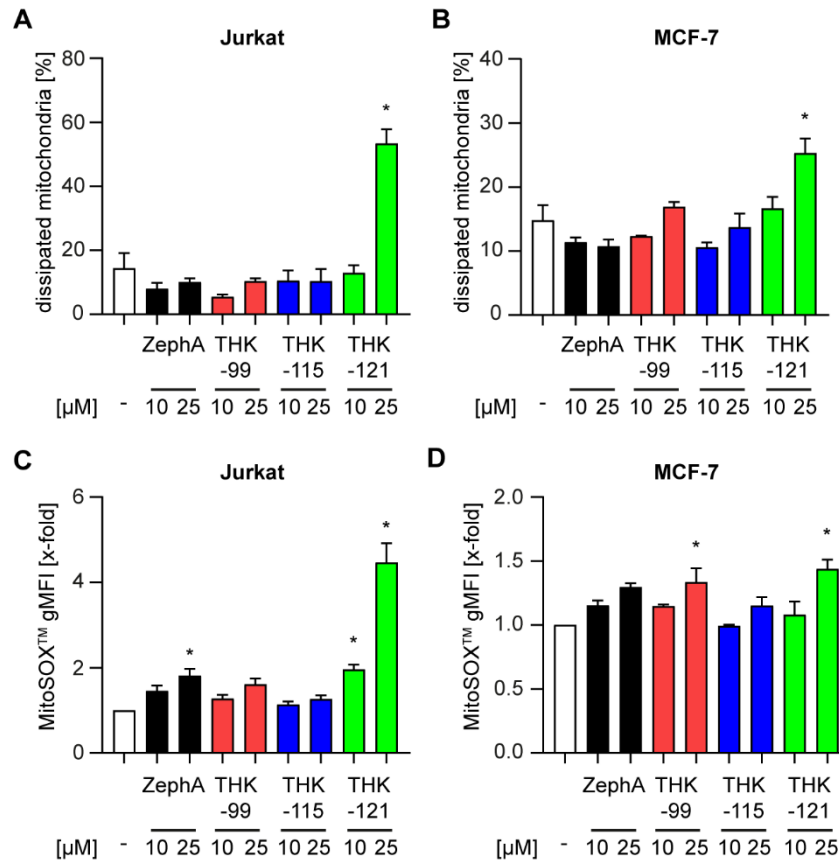 A
Jurkat
dissipated mitochondria [%]
80
60
40
20
0
*
ZephA THK THK THK
-99 -115 -121
[µM] - 10 25 10 25 10 25 10 25
B
MCF-7
dissipated mitochondria [%]
40
30
20
10
0
*
ZephA THK THK THK
-99 -115 -121
[µM] - 10 25 10 25 10 25 10 25
C
Jurkat
MitoSOX™ gMFI [x-fold]
6
4
2
0
* * *
ZephA THK THK THK
-99 -115 -121
[µM] - 10 25 10 25 10 25 10 25
D
MCF-7
MitoSOX™ gMFI [x-fold]
2.0
1.5
1.0
0.5
0.0
* *
ZephA THK THK THK
-99 -115 -121
[µM] - 10 25 10 25 10 25 10 25